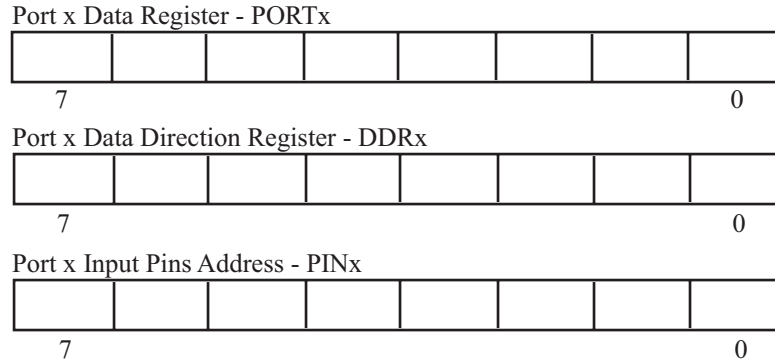 Port x Data Register - PORTx
7 0
Port x Data Direction Register - DDRx
7 0
Port x Input Pins Address - PINx
7 0